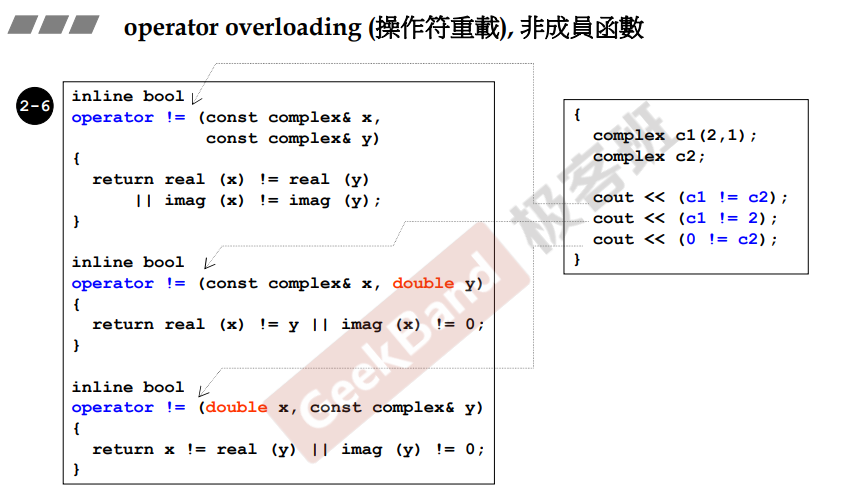 operator overloading (操作符重載), 非成員函數
2-6
inline bool
operator != (const complex& x,
             const complex& y)
{
  return real (x) != real (y)
      || imag (x) != imag (y);
}
inline bool
operator != (const complex& x, double y)
{
  return real (x) != y || imag (x) != 0;
}
inline bool
operator != (double x, const complex& y)
{
  return x != real (y) || imag (y) != 0;
}
{
  complex c1(2,1);
  complex c2;
  cout << (c1 != c2);
  cout << (c1 != 2);
  cout << (0 != c2);
}
GeekBand 极客班